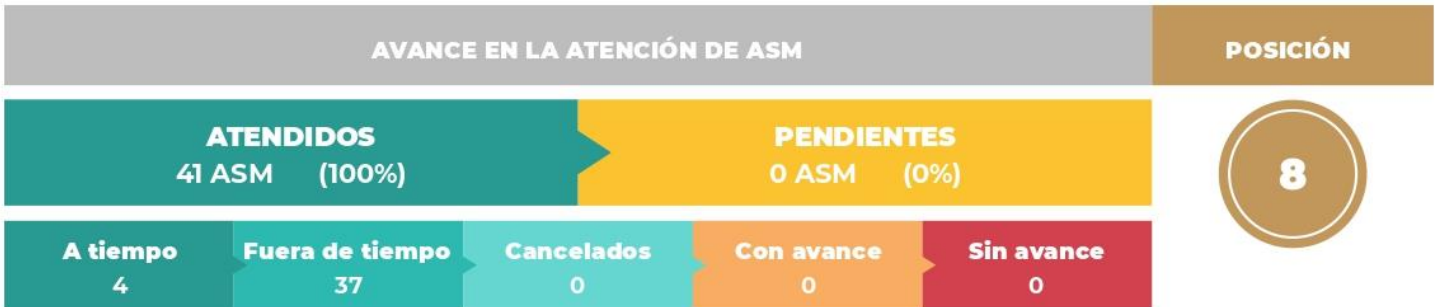 AVANCE EN LA ATENCIÓN DE ASM
POSICIÓN
ATENDIDOS
41 ASM (100%)
PENDIENTES
0 ASM (0%)
8
A tiempo
4
Fuera de tiempo
37
Cancelados
0
Con avance
0
Sin avance
0